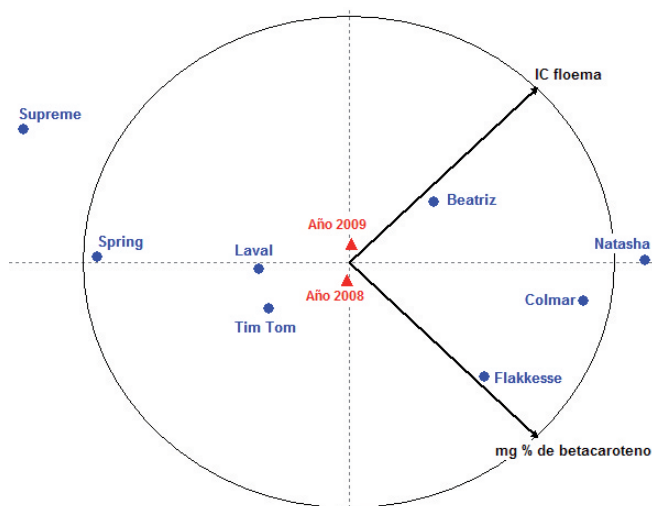 IC floema
Supreme
Beatriz
Año 2009
Spring
Laval
Natasha
Año 2008
Colmar
Tim Tom
Flakkesse
mg % de betacaroteno